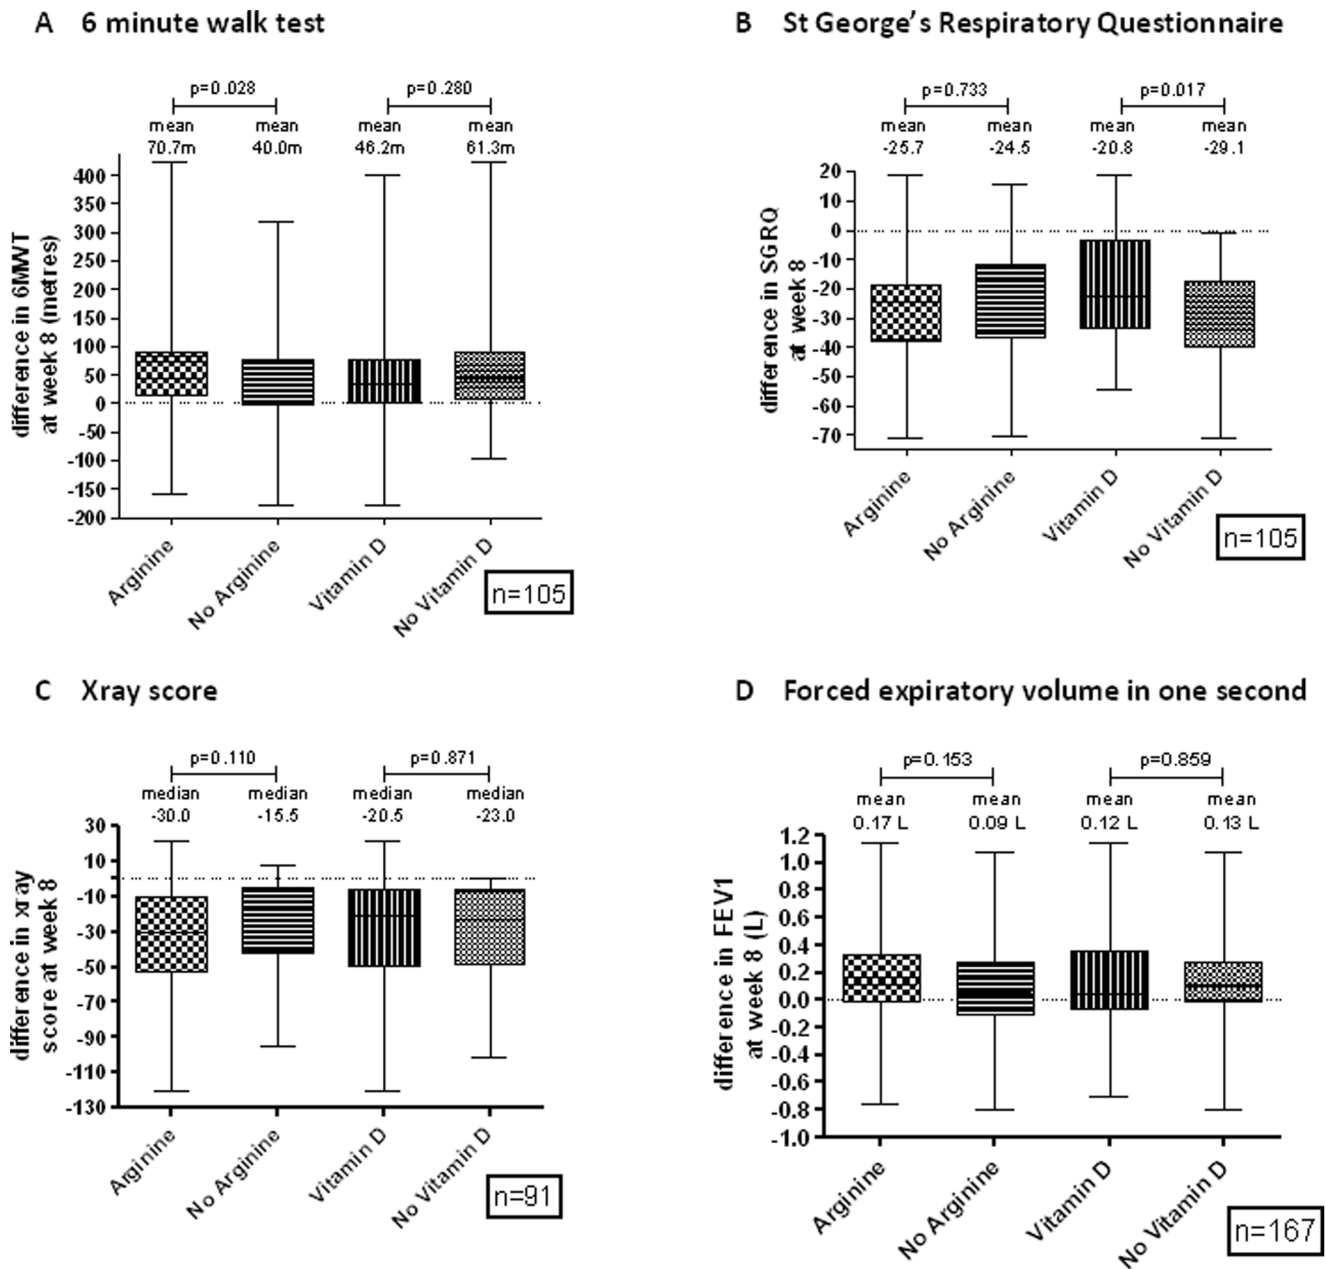 A 6 minute walk test
p=0.028 p=0.280
mean mean mean mean
70.7m 40.0m 46.2m 61.3m
400
350
300
250
200
150
100
50
0
-50
-100
-150
-200
difference in 6MWT
at week 8 (metres)
Arginine
No Arginine
Vitamin D
No Vitamin D
n=105
B St George’s Respiratory Questionnaire
p=0.733 p=0.017
mean mean mean mean
-25.7 -24.5 -20.8 -29.1
20
10
0
-10
-20
-30
-40
-50
-60
-70
difference in SGRQ
at week 8
Arginine
No Arginine
Vitamin D
No Vitamin D
n=105
C Xray score
p=0.110 p=0.871
median median median median
-30.0 -15.5 -20.5 -23.0
30
10
-10
-30
-50
-70
-90
-110
-130
difference in xray
score at week 8
Arginine
No Arginine
Vitamin D
No Vitamin D
n=91
D Forced expiratory volume in one second
p=0.153 p=0.859
mean mean mean mean
0.17 L 0.09 L 0.12 L 0.13 L
1.2
1.0
0.8
0.6
0.4
0.2
0.0
-0.2
-0.4
-0.6
-0.8
-1.0
difference in FEV1
at week 8 (L)
Arginine
No Arginine
Vitamin D
No Vitamin D
n=167